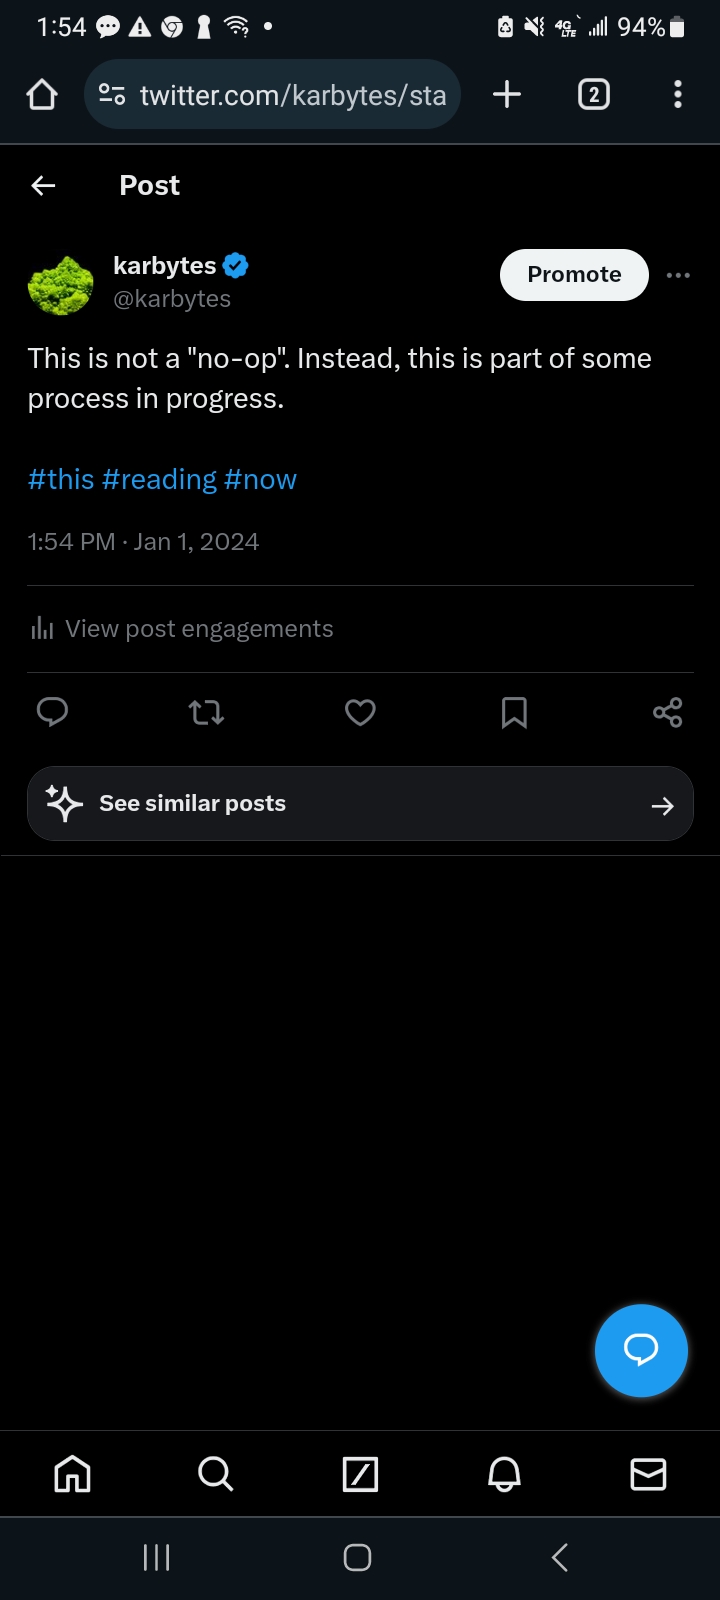 1:54 94%
twitter.com/karbytes/sta 2
Post
karbytes
@karbytes
Promote
This is not a "no-op". Instead, this is part of some
process in progress.
#this #reading #now
1:54 PM · Jan 1, 2024
View post engagements
See similar posts